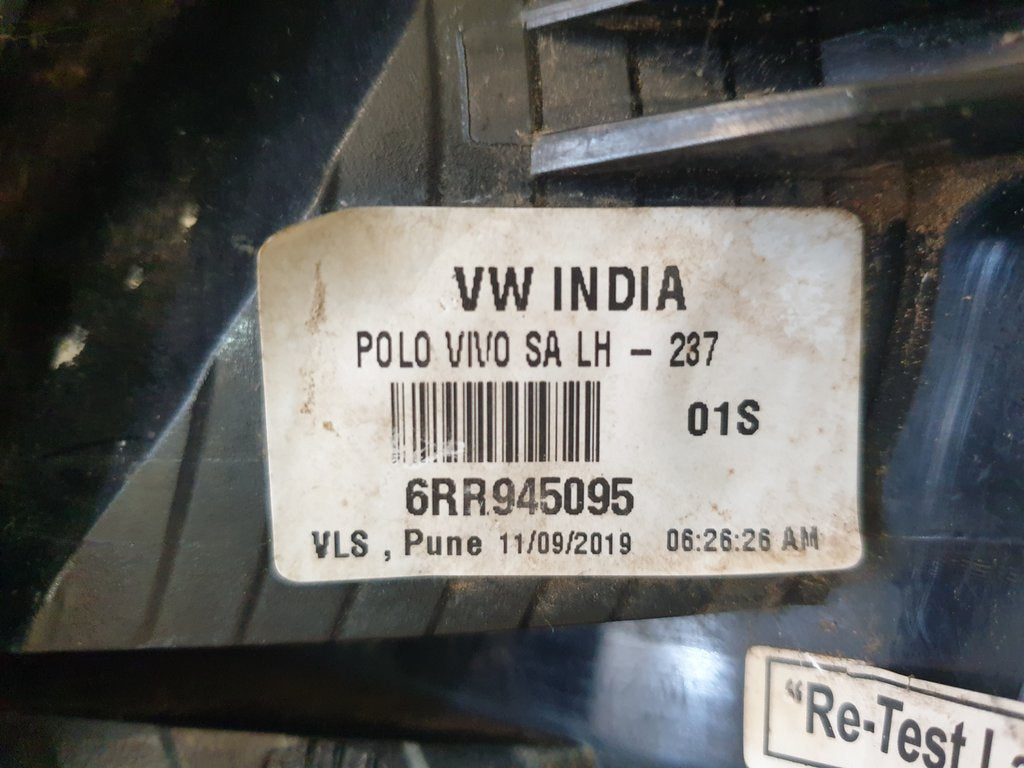 VW INDIA
POLO VIVO SA LH - 237
01S
6RR945095
VLS , Pune 11/09/2019 06:26:26 AM
"Re-Test